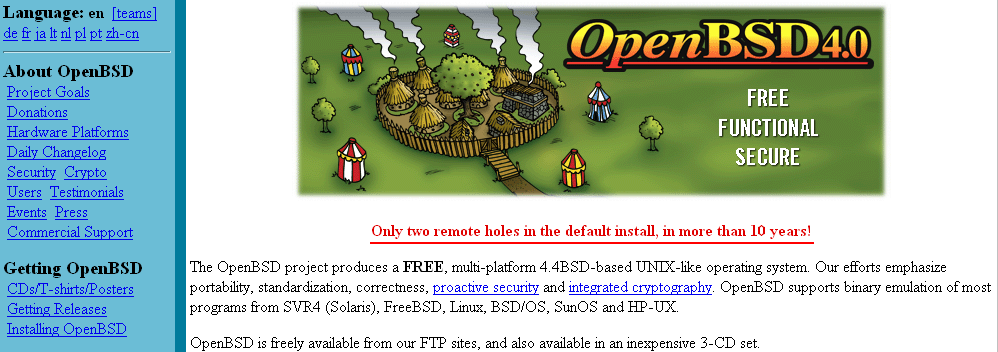 Language: en [teams]
de fr ja lt nl pl pt zh-cn
About OpenBSD
Project Goals
Donations
Hardware Platforms
Daily Changelog
Security Crypto
Users Testimonials
Events Press
Commercial Support
Getting OpenBSD
CDs/T-shirts/Posters
Getting Releases
Installing OpenBSD
OpenBSD4.0
FREE
FUNCTIONAL
SECURE
Only two remote holes in the default install, in more than 10 years!
The OpenBSD project produces a FREE, multi-platform 4.4BSD-based UNIX-like operating system. Our efforts emphasize
portability, standardization, correctness, proactive security and integrated cryptography. OpenBSD supports binary emulation of most
programs from SVR4 (Solaris), FreeBSD, Linux, BSD/OS, SunOS and HP-UX.
OpenBSD is freely available from our FTP sites, and also available in an inexpensive 3-CD set.